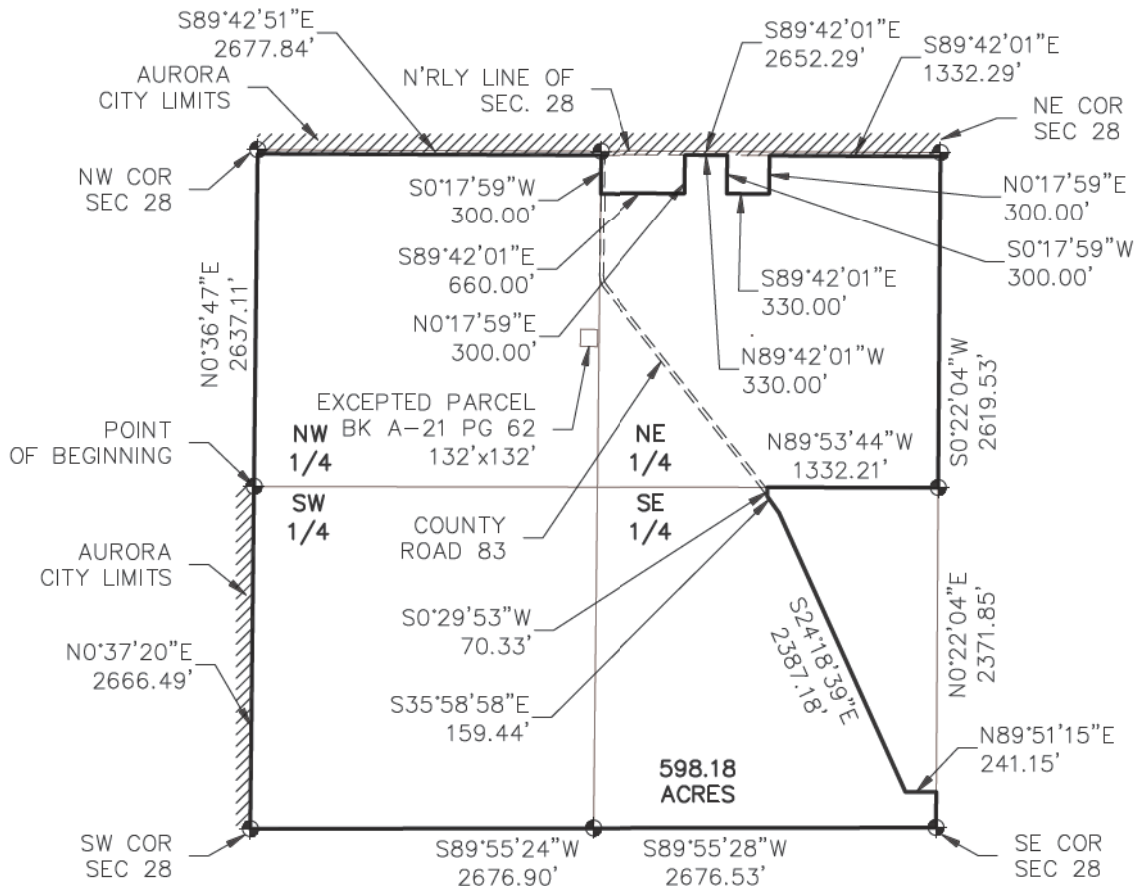 S89°42'51"E
2677.84'
AURORA
CITY LIMITS
N'RLY LINE OF
SEC. 28
S89°42'01"E
2652.29'
S89°42'01"E
1332.29'
NE COR
SEC 28
NW COR
SEC 28
S0°17'59"W
300.00'
N0°17'59"E
300.00'
S89°42'01"E
660.00'
S0°17'59"W
300.00'
S89°42'01"E
330.00'
N0°17'59"E
300.00'
N89°42'01"W
330.00'
N0°36'47"E
2637.11'
S0°22'04"W
2619.53'
EXCEPTED PARCEL
BK A-21 PG 62
132'x132'
POINT
OF BEGINNING
NW
1/4
NE
1/4
N89°53'44"W
1332.21'
SW
1/4
SE
1/4
COUNTY
ROAD 83
AURORA
CITY LIMITS
S0°29'53"W
70.33'
S24°18'39"E
2387.18'
N0°22'04"E
2371.85'
N0°37'20"E
2666.49'
S35°58'58"E
159.44'
N89°51'15"E
241.15'
598.18
ACRES
SW COR
SEC 28
S89°55'24"W
2676.90'
S89°55'28"W
2676.53'
SE COR
SEC 28